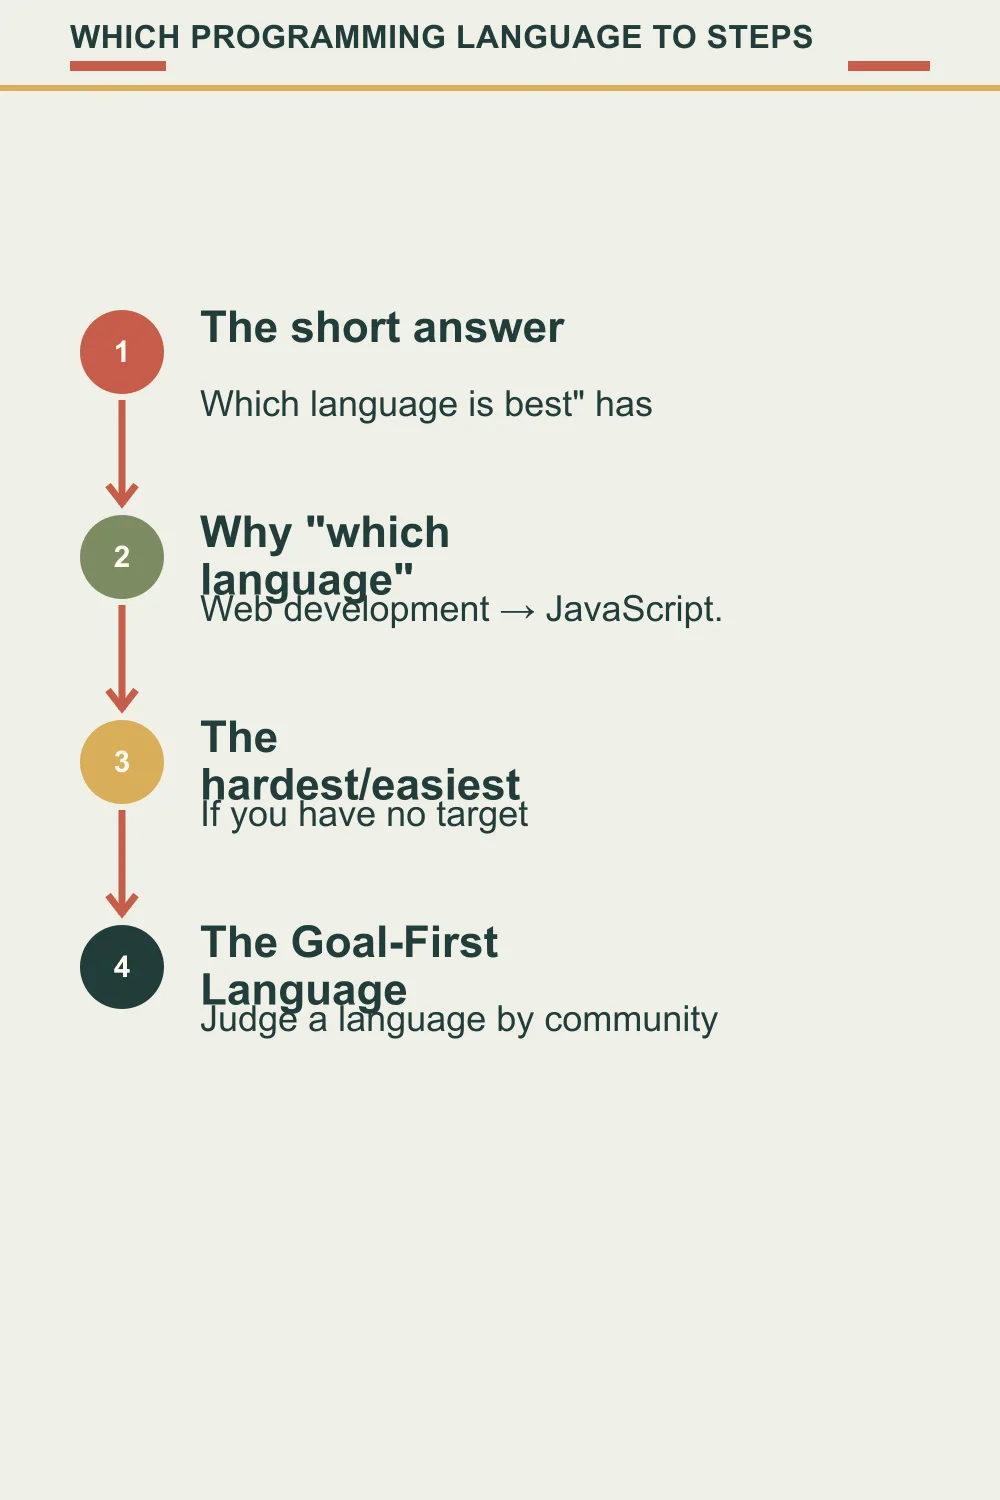 WHICH PROGRAMMING LANGUAGE TO STEPS
1
The short answer
Which language is best" has
2
Why "which
language"
Web development → JavaScript.
3
The
hardest/easiest
If you have no target
4
The Goal-First
Language
Judge a language by community